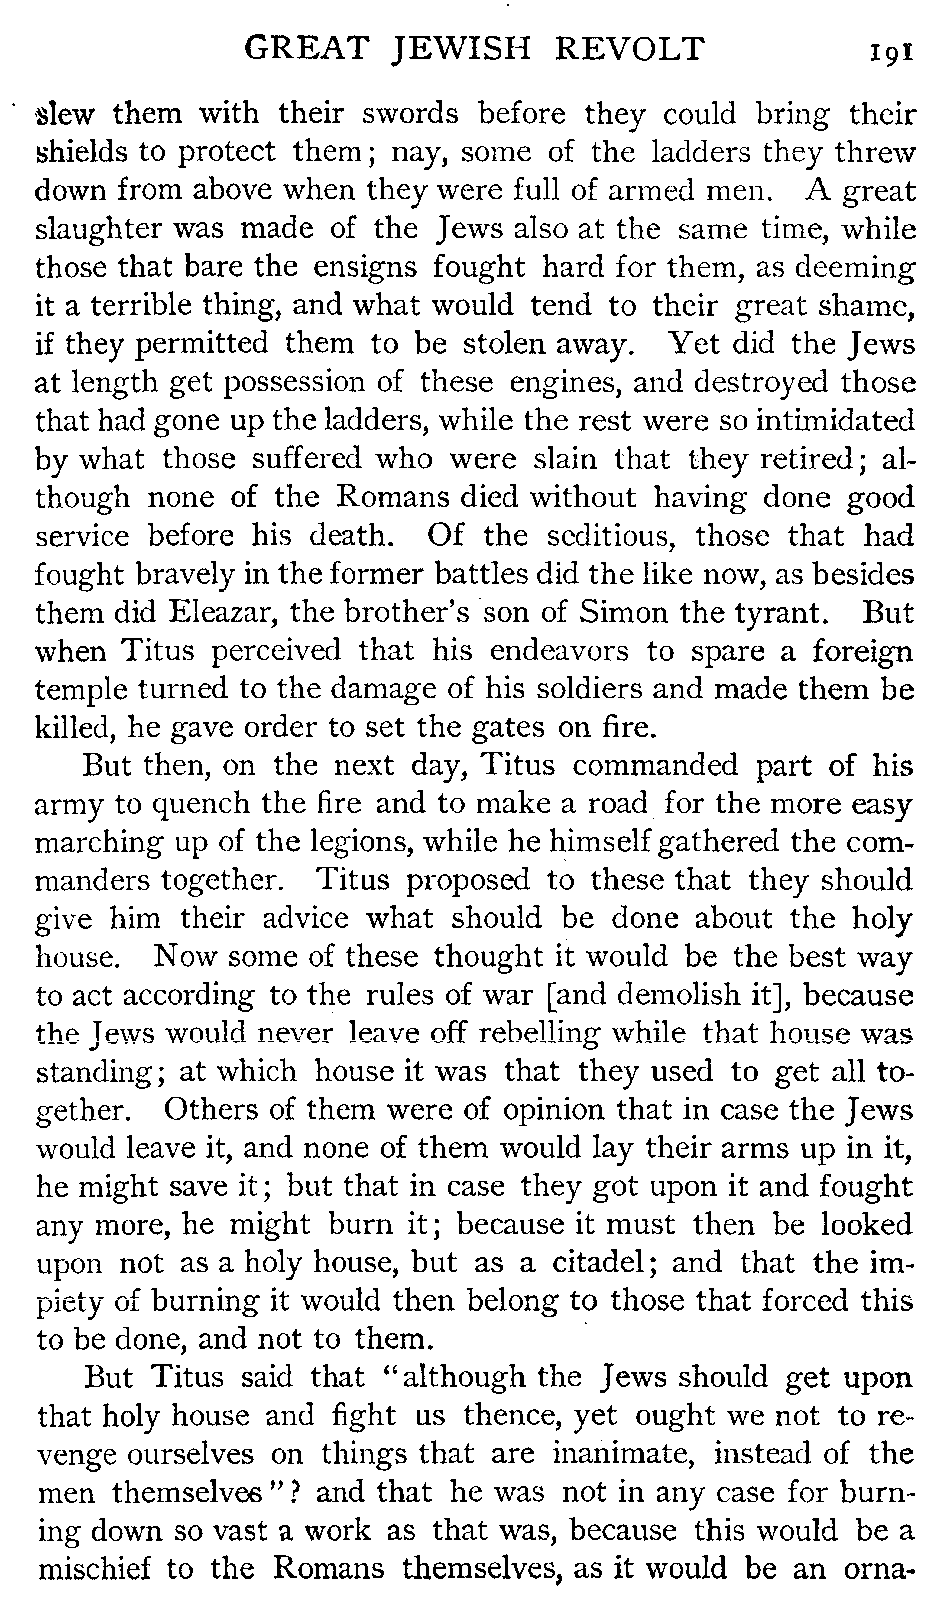 GREAT JEWISH REVOLT 191
slew them with their swords before they could bring their
shields to protect them; nay, some of the ladders they threw
down from above when they were full of armed men. A great
slaughter was made of the Jews also at the same time, while
those that bare the ensigns fought hard for them, as deeming
it a terrible thing, and what would tend to their great shame,
if they permitted them to be stolen away. Yet did the Jews
at length get possession of these engines, and destroyed those
that had gone up the ladders, while the rest were so intimidated
by what those suffered who were slain that they retired; al-
though none of the Romans died without having done good
service before his death. Of the seditious, those that had
fought bravely in the former battles did the like now, as besides
them did Eleazar, the brother's son of Simon the tyrant. But
when Titus perceived that his endeavors to spare a foreign
temple turned to the damage of his soldiers and made them be
killed, he gave order to set the gates on fire.
But then, on the next day, Titus commanded part of his
army to quench the fire and to make a road for the more easy
marching up of the legions, while he himself gathered the com-
manders together. Titus proposed to these that they should
give him their advice what should be done about the holy
house. Now some of these thought it would be the best way
to act according to the rules of war [and demolish it], because
the Jews would never leave off rebelling while that house was
standing; at which house it was that they used to get all to-
gether. Others of them were of opinion that in case the Jews
would leave it, and none of them would lay their arms up in it,
he might save it; but that in case they got upon it and fought
any more, he might burn it; because it must then be looked
upon not as a holy house, but as a citadel; and that the im-
piety of burning it would then belong to those that forced this
to be done, and not to them.
But Titus said that "although the Jews should get upon
that holy house and fight us thence, yet ought we not to re-
venge ourselves on things that are inanimate, instead of the
men themselves"? and that he was not in any case for burn-
ing down so vast a work as that was, because this would be a
mischief to the Romans themselves, as it would be an orna-